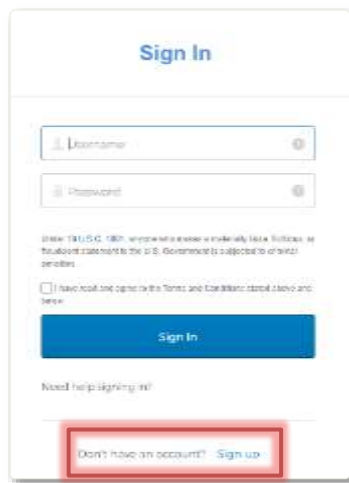 Sign In
Username
Password
Under 18 U.S.C. 1001, anyone who makes a materially false, fictitious, or
fraudulent statement to the U.S. Government is subjected to criminal
penalties
I have read and agree to the Terms and Conditions stated above and
below
Sign In
Need help signing in?
Don't have an account? Sign up